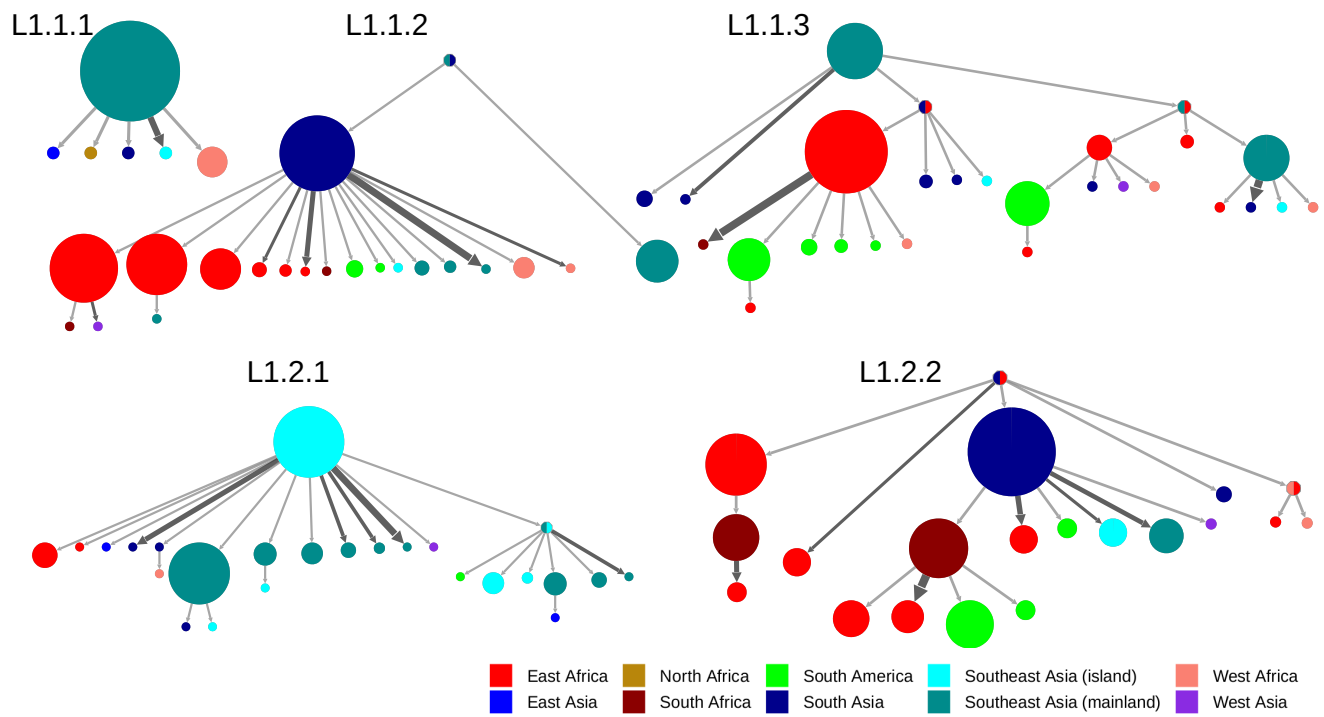 L1.1.1
L1.1.2
L1.1.3
L1.2.1
L1.2.2
East Africa North Africa South America Southeast Asia (island) West Africa
East Asia South Africa South Asia Southeast Asia (mainland) West Asia